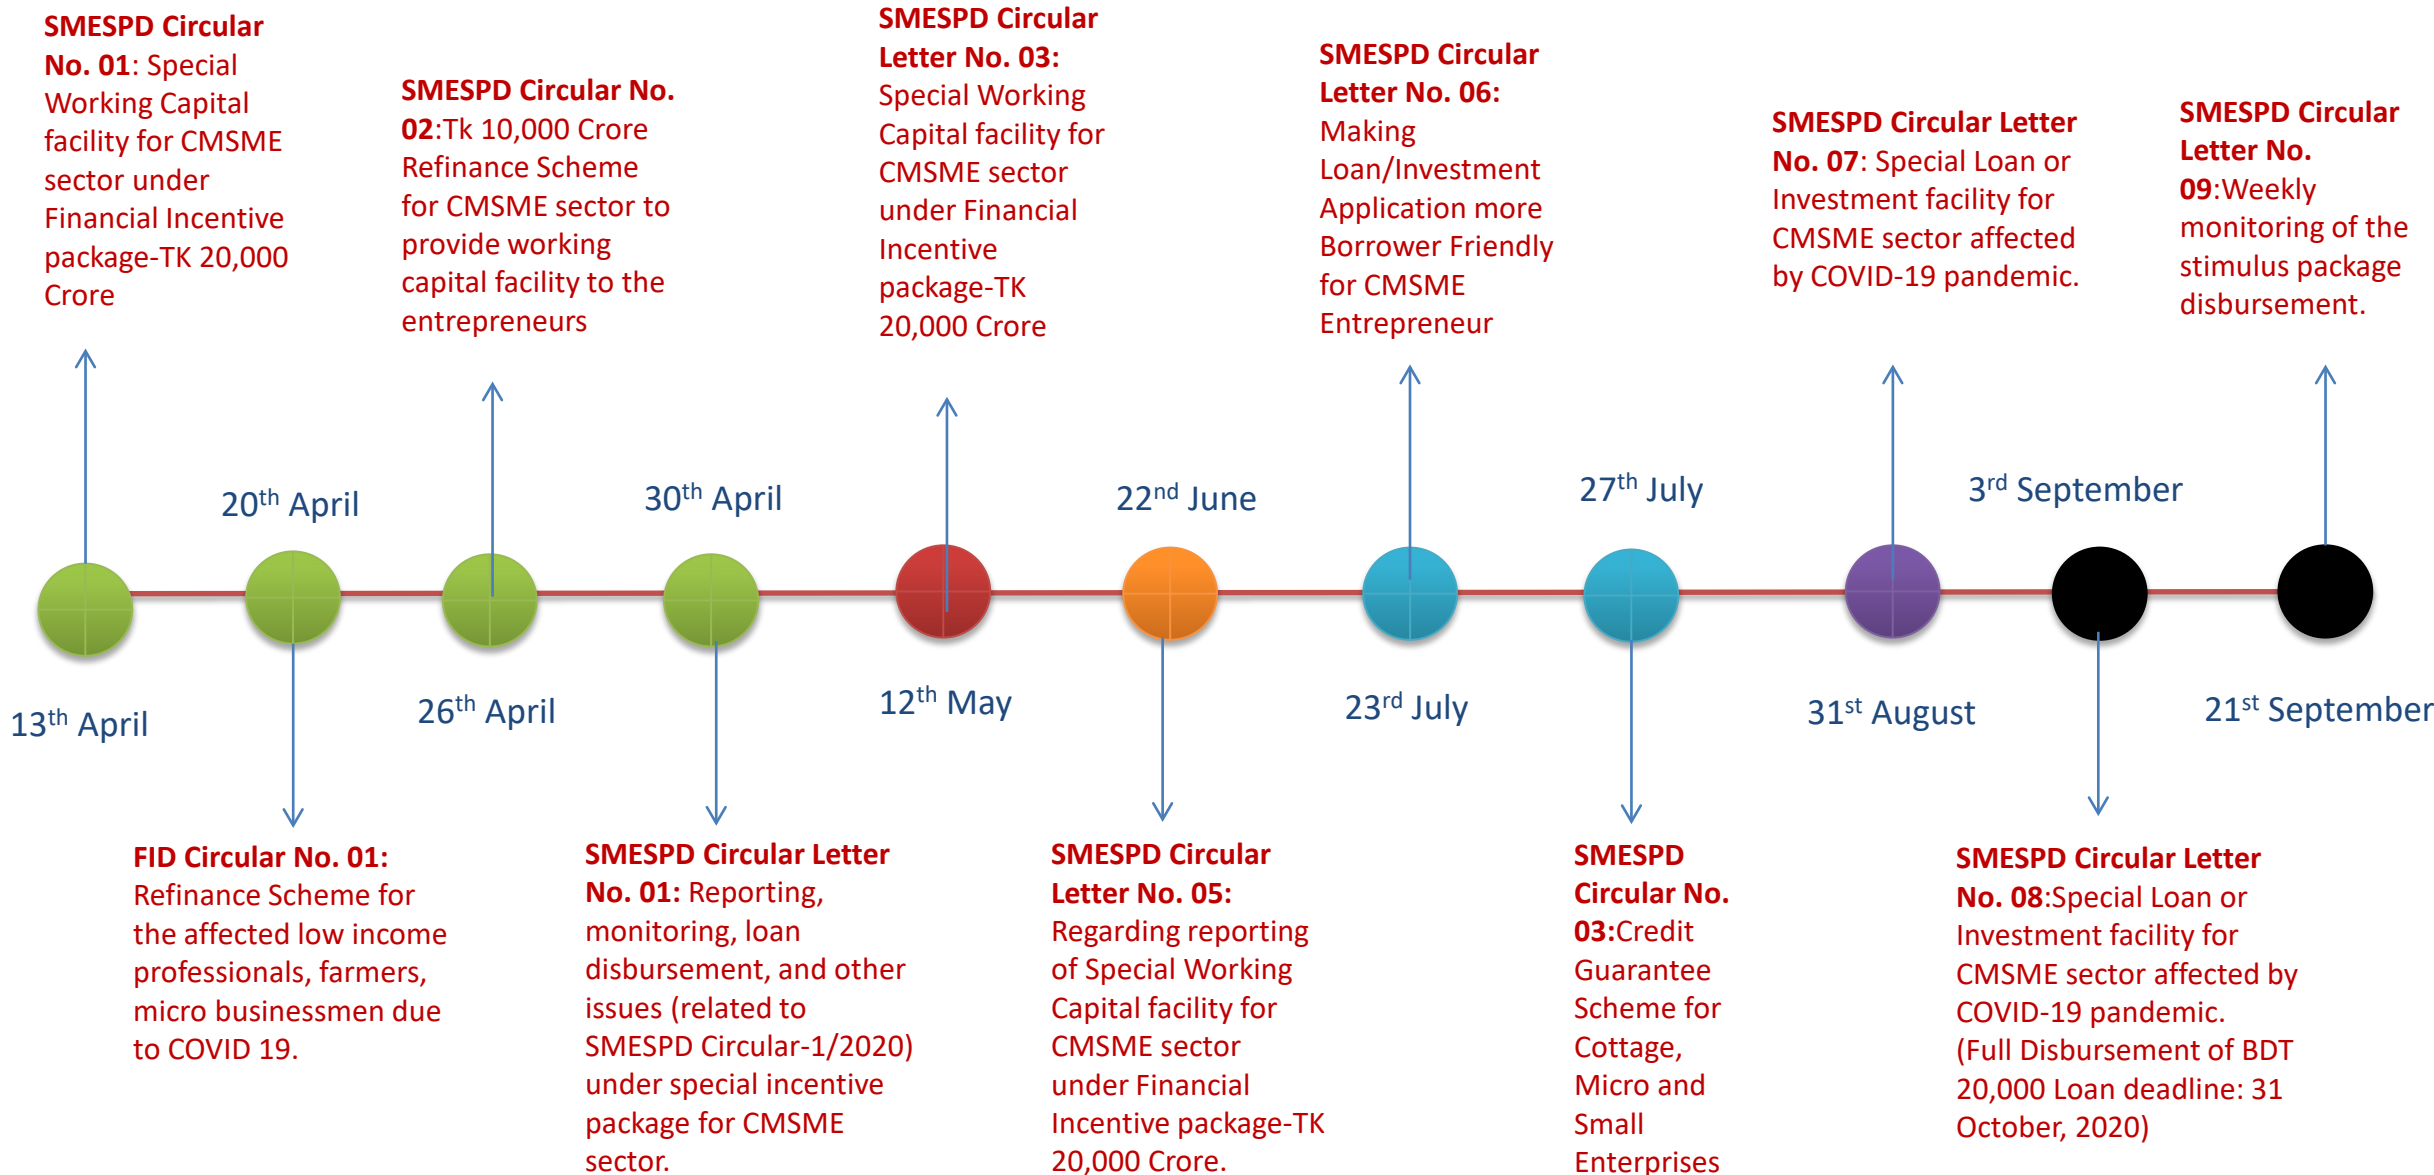 SMESPD Circular
No. 01: Special
Working Capital
facility for CMSME
sector under
Financial Incentive
package-TK 20,000
Crore
SMESPD Circular No.
02:Tk 10,000 Crore
Refinance Scheme
for CMSME sector to
provide working
capital facility to the
entrepreneurs
SMESPD Circular
Letter No. 03:
Special Working
Capital facility for
CMSME sector
under Financial
Incentive
package-TK
20,000 Crore
SMESPD Circular
Letter No. 06:
Making
Loan/Investment
Application more
Borrower Friendly
for CMSME
Entrepreneur
SMESPD Circular Letter
No. 07: Special Loan or
Investment facility for
CMSME sector affected
by COVID-19 pandemic.
SMESPD Circular
Letter No.
09:Weekly
monitoring of the
stimulus package
disbursement.
20th April
30th April
22nd June
27th July
3rd September
13th April
26th April
12th May
23rd July
31st August
21st September
FID Circular No. 01:
Refinance Scheme for
the affected low income
professionals, farmers,
micro businessmen due
to COVID 19.
SMESPD Circular Letter
No. 01: Reporting,
monitoring, loan
disbursement, and other
issues (related to
SMESPD Circular-1/2020)
under special incentive
package for CMSME
sector.
SMESPD Circular
Letter No. 05:
Regarding reporting
of Special Working
Capital facility for
CMSME sector
under Financial
Incentive package-TK
20,000 Crore.
SMESPD
Circular No.
03:Credit
Guarantee
Scheme for
Cottage,
Micro and
Small
Enterprises
SMESPD Circular Letter
No. 08:Special Loan or
Investment facility for
CMSME sector affected by
COVID-19 pandemic.
(Full Disbursement of BDT
20,000 Loan deadline: 31
October, 2020)